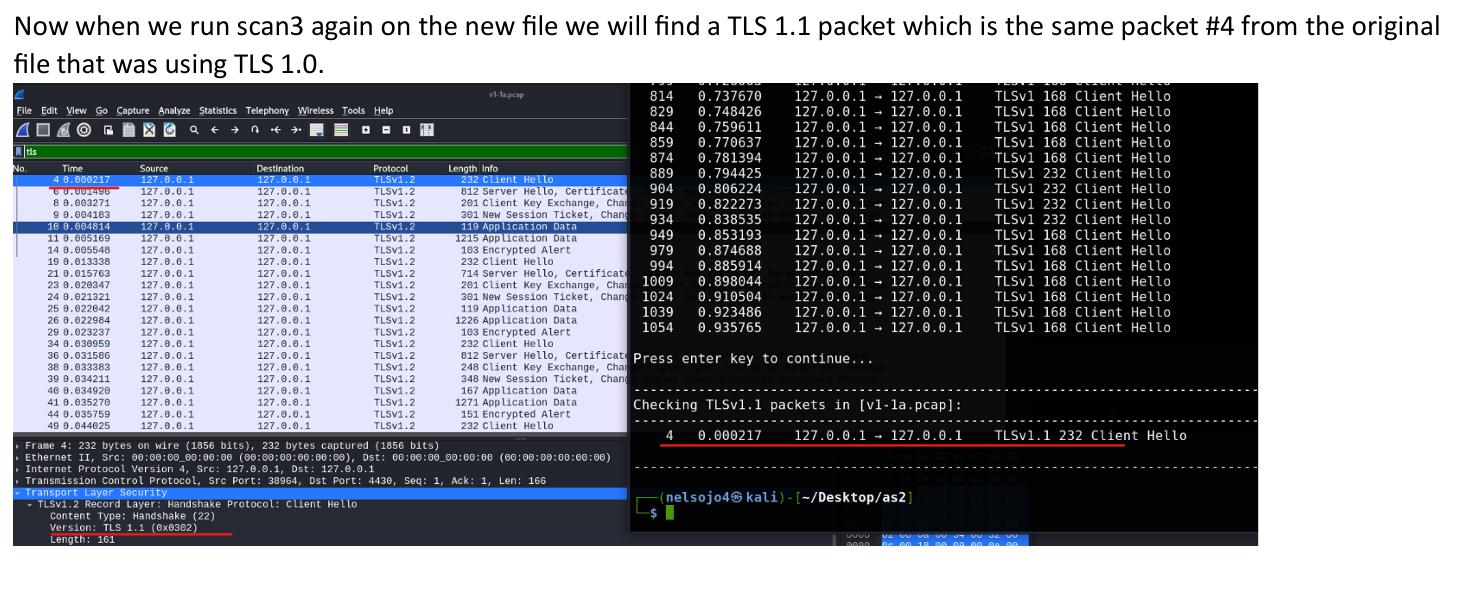 Now when we run scan3 again on the new file we will find a TLS 1.1 packet which is the same packet #4 from the original
file that was using TLS 1.0.
v1-1a.pcap
File Edit View Go Capture Analyze Statistics Telephony Wireless Tools Help
tls
No. Time Source Destination Protocol Length Info
4 0.000217 127.0.0.1 127.0.0.1 TLSv1.2 232 Client Hello
6 0.001496 127.0.0.1 127.0.0.1 TLSv1.2 812 Server Hello, Certificate
8 0.003271 127.0.0.1 127.0.0.1 TLSv1.2 201 Client Key Exchange, Chan
9 0.004183 127.0.0.1 127.0.0.1 TLSv1.2 301 New Session Ticket, Chang
10 0.004814 127.0.0.1 127.0.0.1 TLSv1.2 119 Application Data
11 0.005169 127.0.0.1 127.0.0.1 TLSv1.2 1215 Application Data
14 0.005548 127.0.0.1 127.0.0.1 TLSv1.2 103 Encrypted Alert
19 0.013338 127.0.0.1 127.0.0.1 TLSv1.2 232 Client Hello
21 0.015763 127.0.0.1 127.0.0.1 TLSv1.2 714 Server Hello, Certificate
23 0.020347 127.0.0.1 127.0.0.1 TLSv1.2 201 Client Key Exchange, Chan
24 0.021321 127.0.0.1 127.0.0.1 TLSv1.2 301 New Session Ticket, Chang
25 0.022042 127.0.0.1 127.0.0.1 TLSv1.2 119 Application Data
26 0.022984 127.0.0.1 127.0.0.1 TLSv1.2 1226 Application Data
29 0.023237 127.0.0.1 127.0.0.1 TLSv1.2 103 Encrypted Alert
34 0.030959 127.0.0.1 127.0.0.1 TLSv1.2 232 Client Hello
36 0.031586 127.0.0.1 127.0.0.1 TLSv1.2 812 Server Hello, Certificate
38 0.033383 127.0.0.1 127.0.0.1 TLSv1.2 248 Client Key Exchange, Chan
39 0.034211 127.0.0.1 127.0.0.1 TLSv1.2 348 New Session Ticket, Chang
40 0.034920 127.0.0.1 127.0.0.1 TLSv1.2 167 Application Data
41 0.035270 127.0.0.1 127.0.0.1 TLSv1.2 1271 Application Data
44 0.035759 127.0.0.1 127.0.0.1 TLSv1.2 151 Encrypted Alert
49 0.044025 127.0.0.1 127.0.0.1 TLSv1.2 232 Client Hello
Frame 4: 232 bytes on wire (1856 bits), 232 bytes captured (1856 bits)
Ethernet II, Src: 00:00:00_00:00:00 (00:00:00:00:00:00), Dst: 00:00:00_00:00:00 (00:00:00:00:00:00)
Internet Protocol Version 4, Src: 127.0.0.1, Dst: 127.0.0.1
Transmission Control Protocol, Src Port: 38964, Dst Port: 4430, Seq: 1, Ack: 1, Len: 166
Transport Layer Security
TLSv1.2 Record Layer: Handshake Protocol: Client Hello
Content Type: Handshake (22)
Version: TLS 1.1 (0x0302)
Length: 161
814 0.737670 127.0.0.1 → 127.0.0.1 TLSv1 168 Client Hello
829 0.748426 127.0.0.1 → 127.0.0.1 TLSv1 168 Client Hello
844 0.759611 127.0.0.1 → 127.0.0.1 TLSv1 168 Client Hello
859 0.770637 127.0.0.1 → 127.0.0.1 TLSv1 168 Client Hello
874 0.781394 127.0.0.1 → 127.0.0.1 TLSv1 168 Client Hello
889 0.794425 127.0.0.1 → 127.0.0.1 TLSv1 232 Client Hello
904 0.806224 127.0.0.1 → 127.0.0.1 TLSv1 232 Client Hello
919 0.822273 127.0.0.1 → 127.0.0.1 TLSv1 232 Client Hello
934 0.838535 127.0.0.1 → 127.0.0.1 TLSv1 232 Client Hello
949 0.853193 127.0.0.1 → 127.0.0.1 TLSv1 168 Client Hello
979 0.874688 127.0.0.1 → 127.0.0.1 TLSv1 168 Client Hello
994 0.885914 127.0.0.1 → 127.0.0.1 TLSv1 168 Client Hello
1009 0.898044 127.0.0.1 → 127.0.0.1 TLSv1 168 Client Hello
1024 0.910504 127.0.0.1 → 127.0.0.1 TLSv1 168 Client Hello
1039 0.923486 127.0.0.1 → 127.0.0.1 TLSv1 168 Client Hello
1054 0.935765 127.0.0.1 → 127.0.0.1 TLSv1 168 Client Hello
Press enter key to continue...
Checking TLSv1.1 packets in [v1-1a.pcap]:
4 0.000217 127.0.0.1 → 127.0.0.1 TLSv1.1 232 Client Hello
(nelsojo4㉿kali)-[~/Desktop/as2]
$